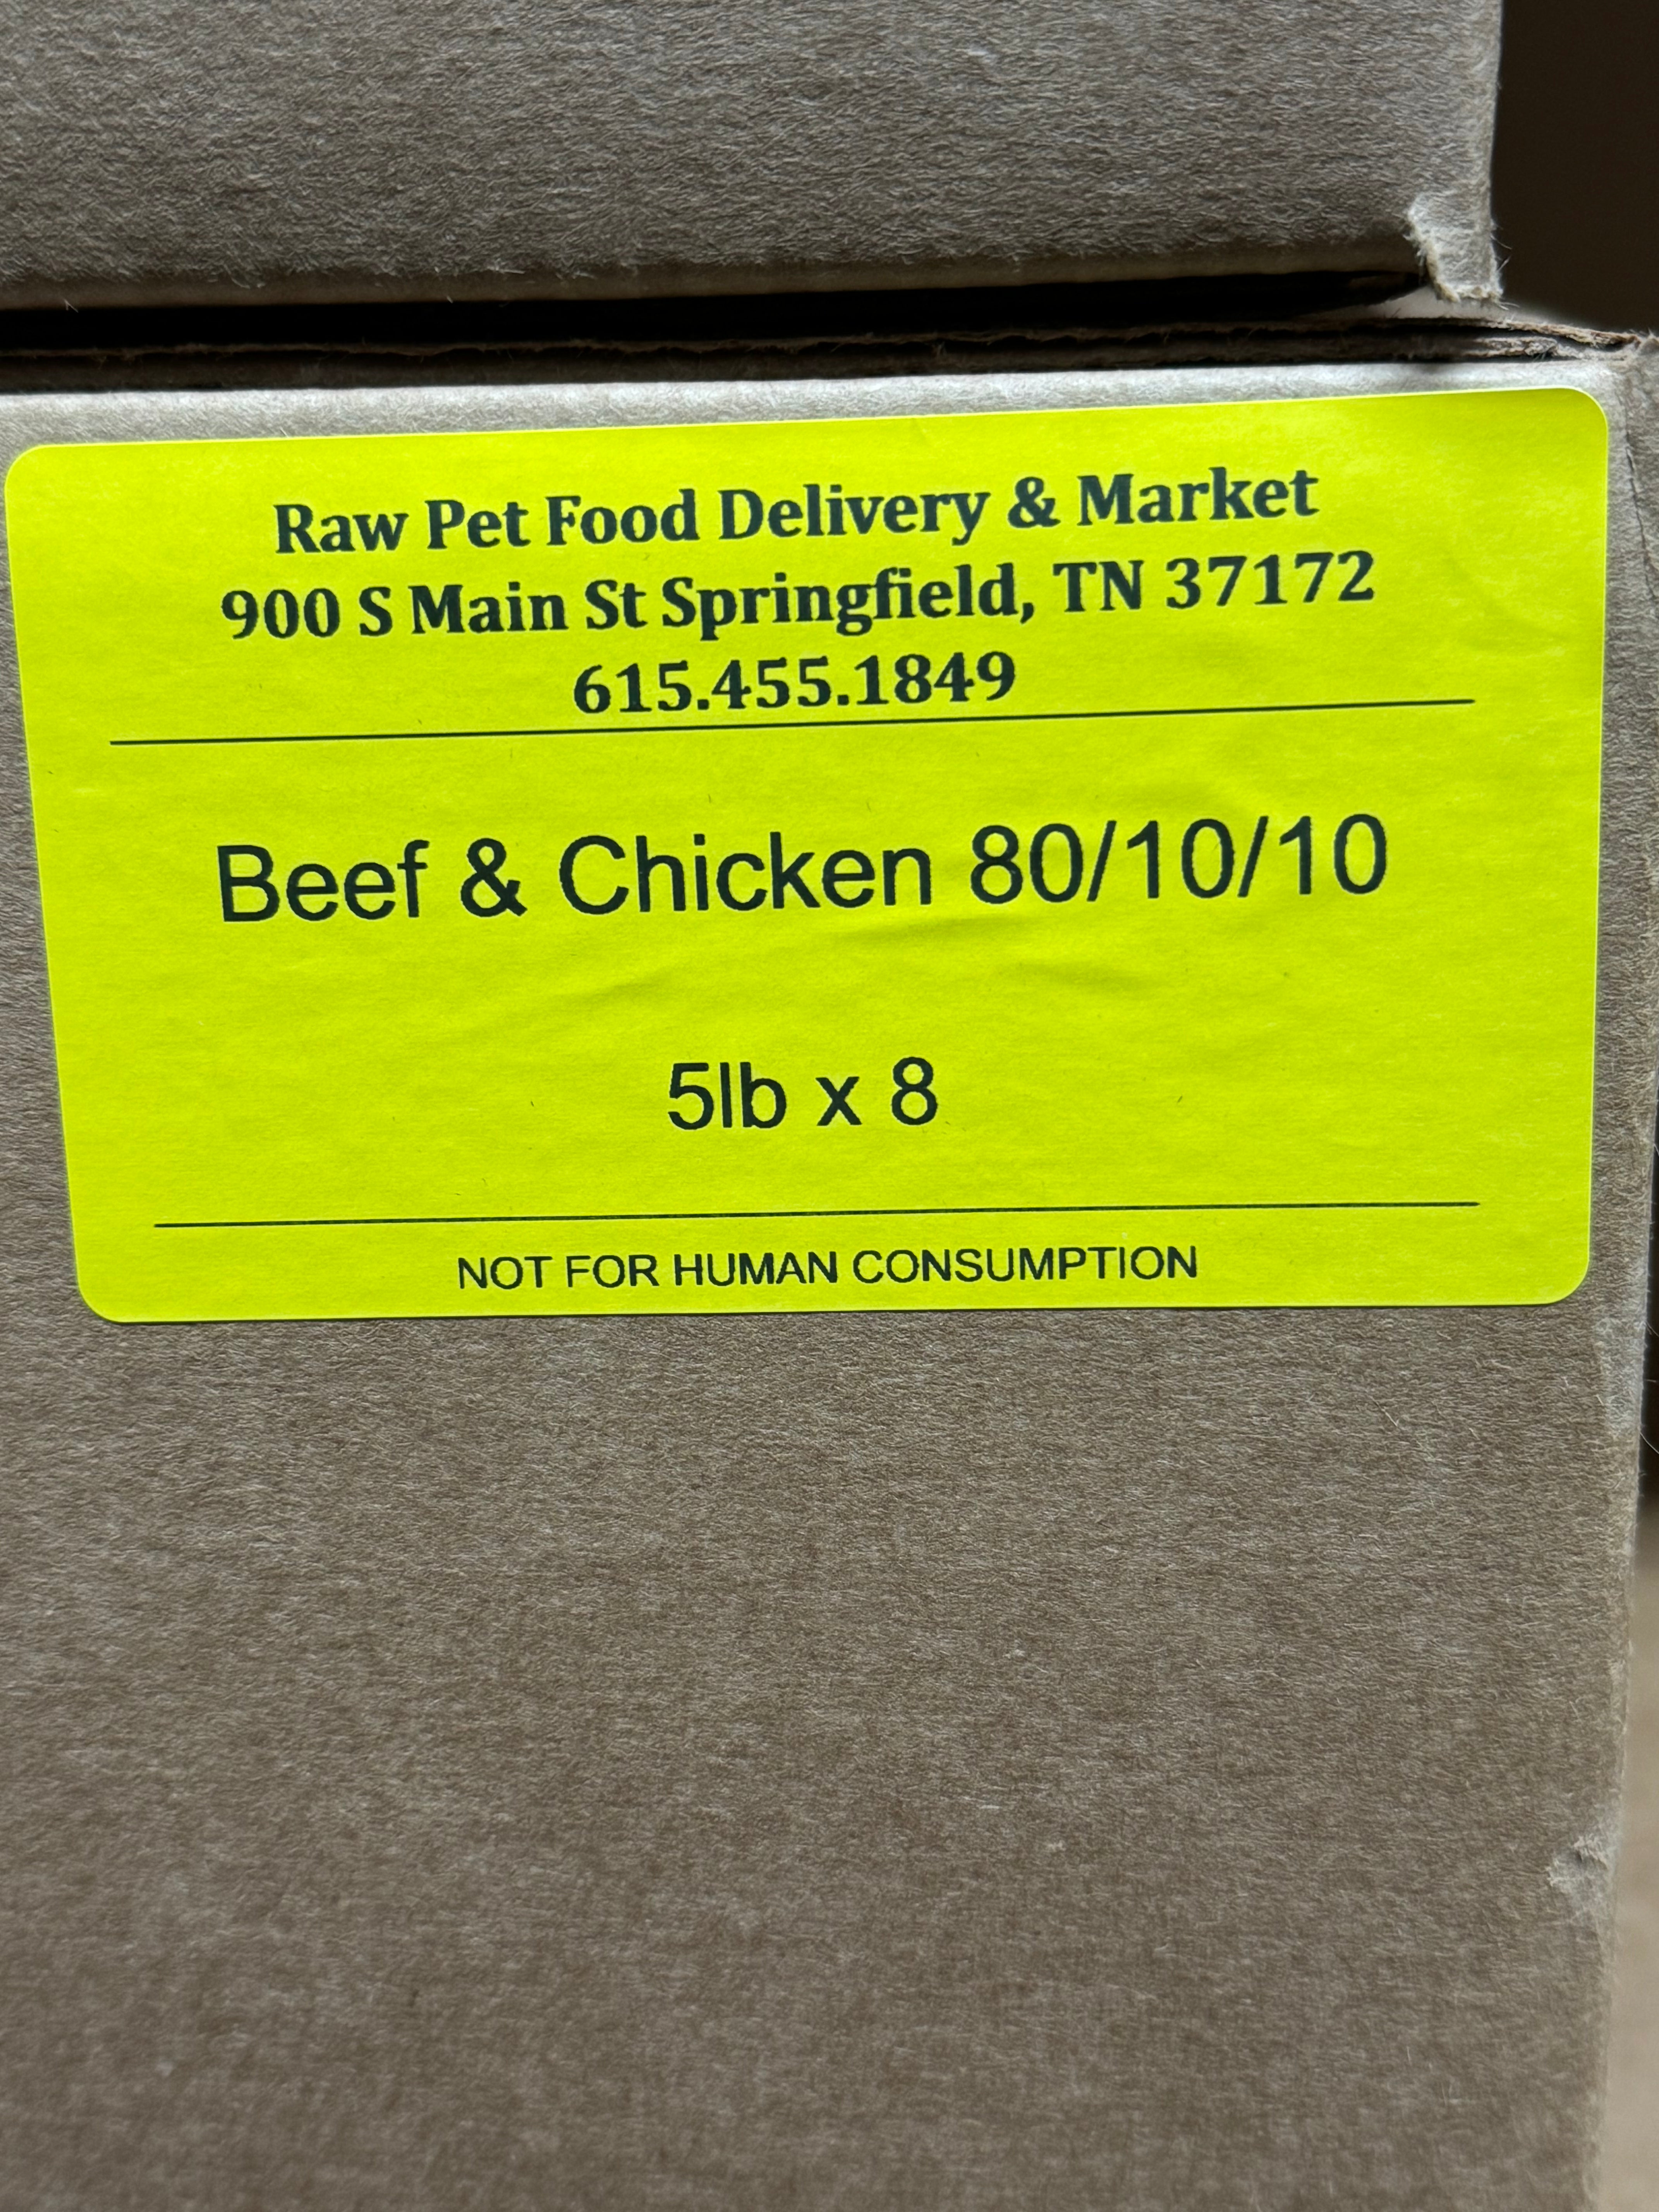 Raw Pet Food Delivery & Market
900 S Main St Springfield, TN 37172
615.455.1849
Beef & Chicken 80/10/10
5lb x 8
NOT FOR HUMAN CONSUMPTION